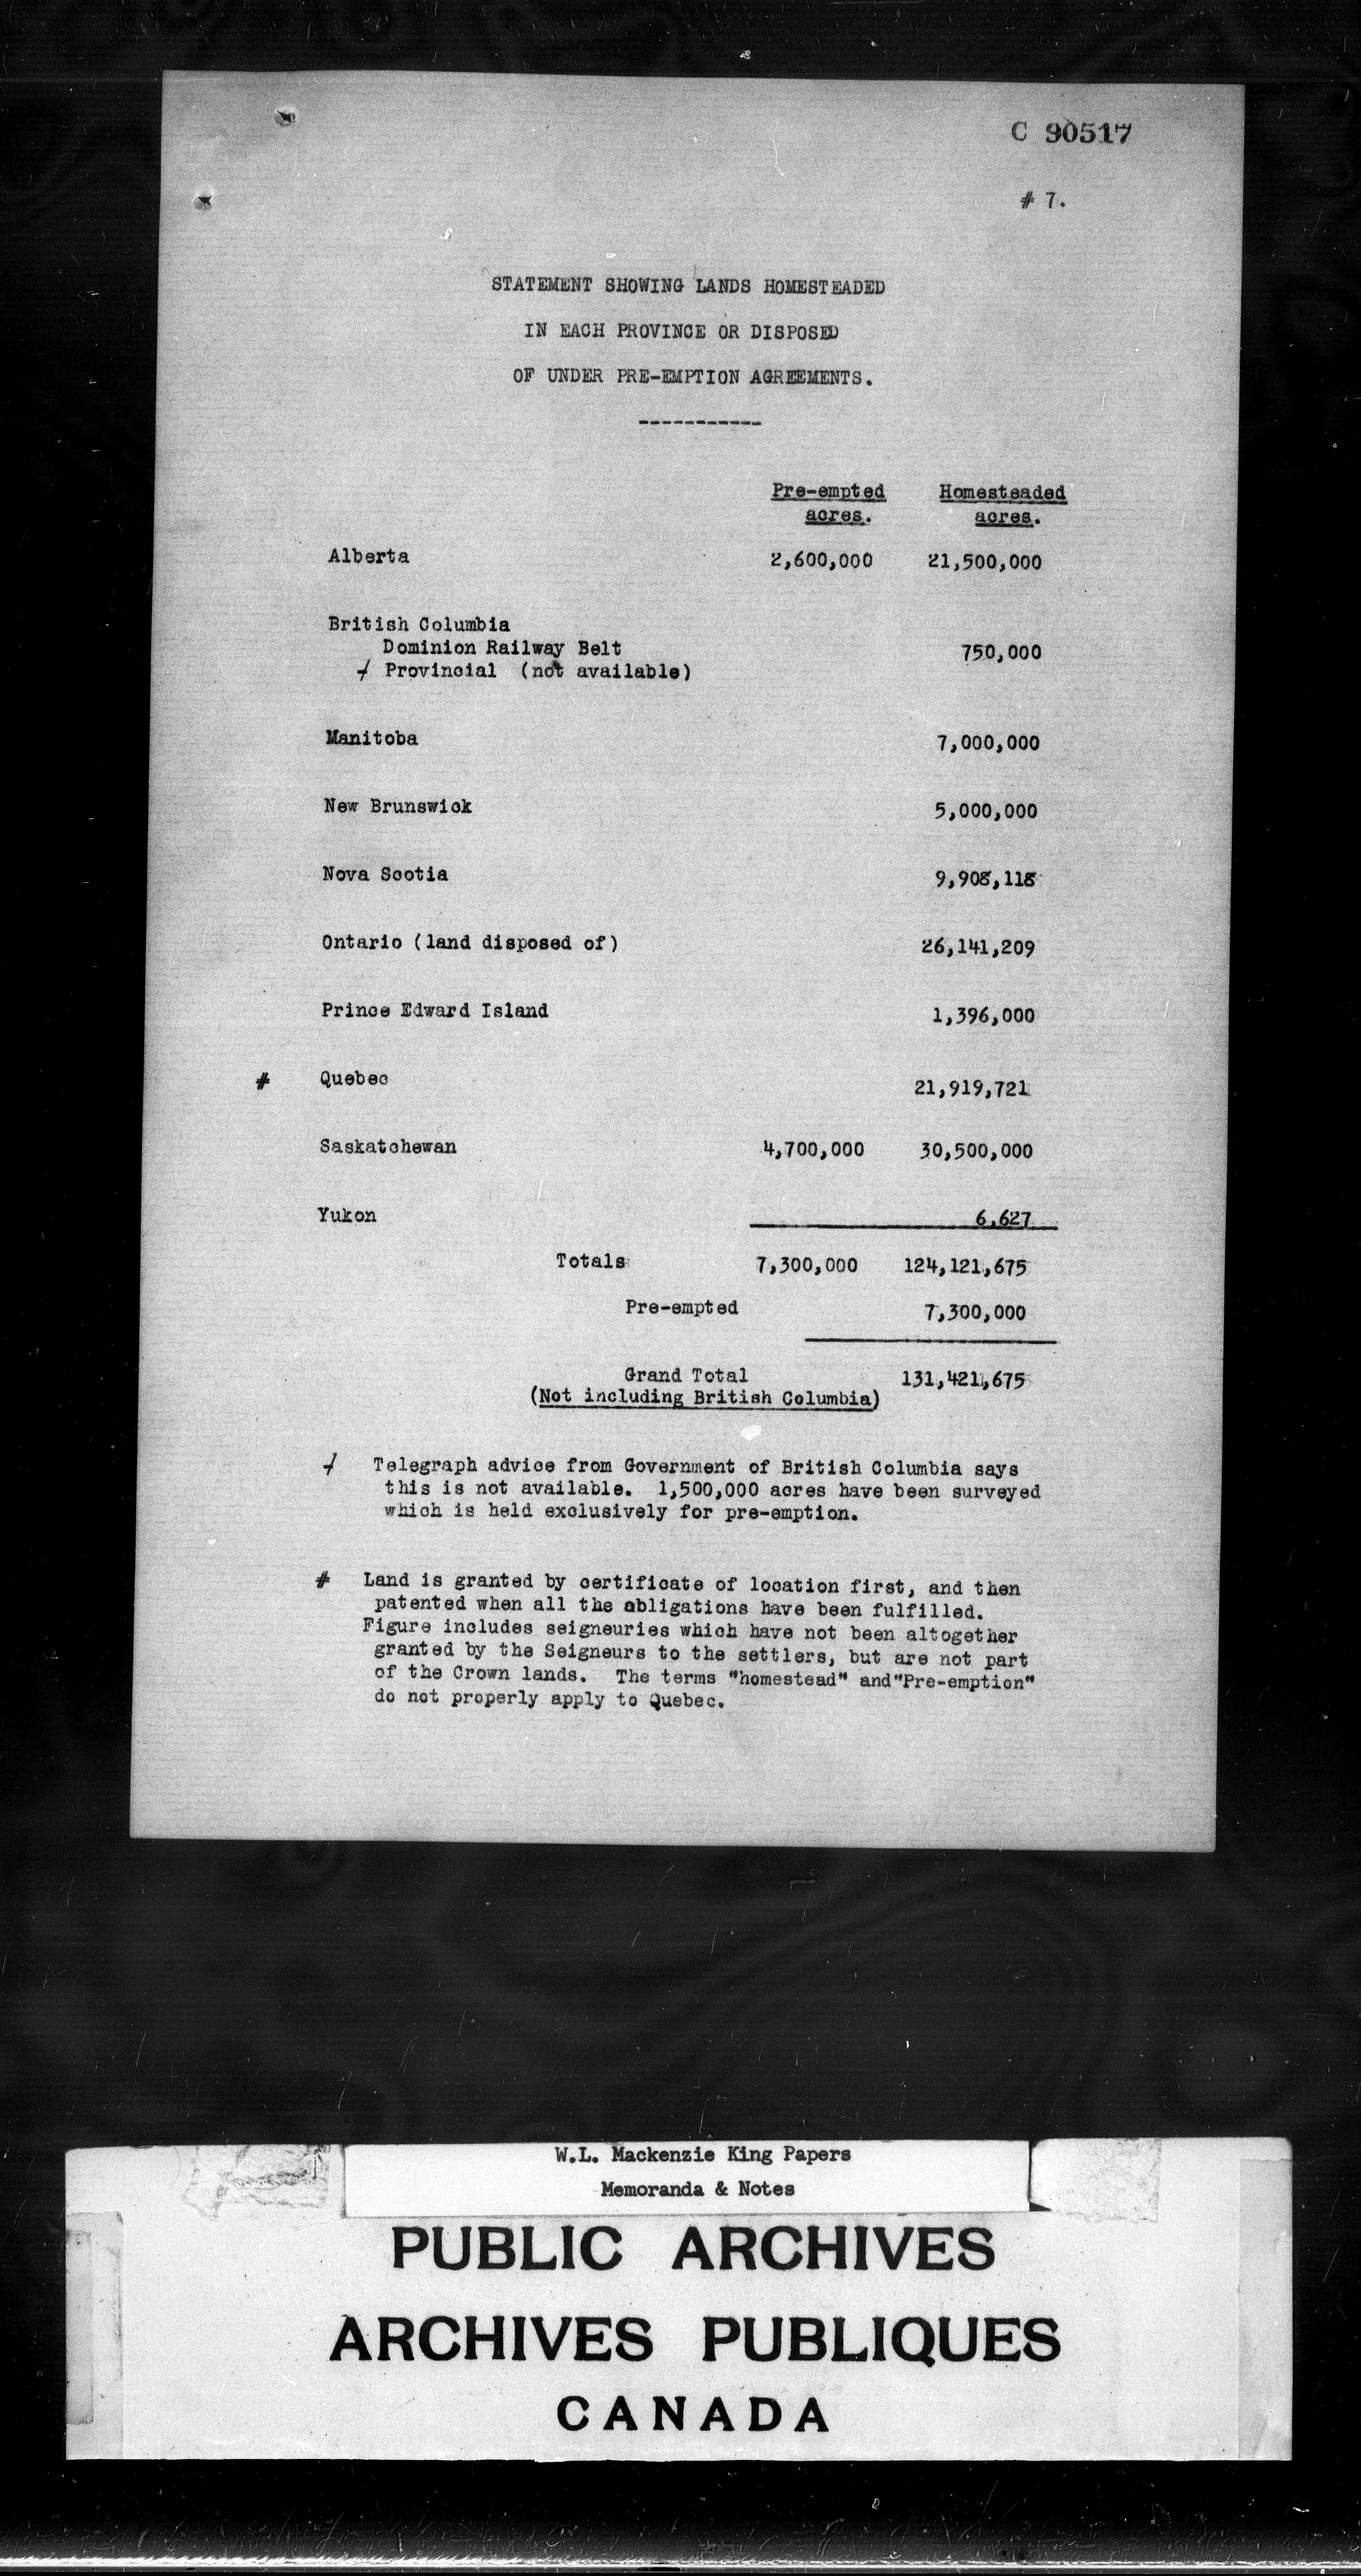 C 90517
# 7.
STATEMENT SHOWING LANDS HOMESTEADED
IN EACH PROVINCE OR DISPOSED
OF UNDER PRE-EMPTION AGREEMENTS.
-----------
Pre-empted Homesteaded
acres. acres.
Alberta 2,600,000 21,500,000
British Columbia
Dominion Railway Belt 750,000
≠ Provincial (not available)
Manitoba 7,000,000
New Brunswick 5,000,000
Nova Scotia 9,908,118
Ontario (land disposed of) 26,141,209
Prince Edward Island 1,396,000
# Quebec 21,919,721
Saskatchewan 4,700,000 30,500,000
Yukon 6,627
Totals 7,300,000 124,121,675
Pre-empted 7,300,000
Grand Total 131,421,675
(Not including British Columbia)
≠ Telegraph advice from Government of British Columbia says
this is not available. 1,500,000 acres have been surveyed
which is held exclusively for pre-emption.
# Land is granted by certificate of location first, and then
patented when all the obligations have been fulfilled.
Figure includes seigneuries which have not been altogether
granted by the Seigneurs to the settlers, but are not part
of the Crown lands. The terms "homestead" and"Pre-emption"
do not properly apply to Quebec.
W.L. Mackenzie King Papers
Memoranda & Notes
PUBLIC ARCHIVES
ARCHIVES PUBLIQUES
CANADA